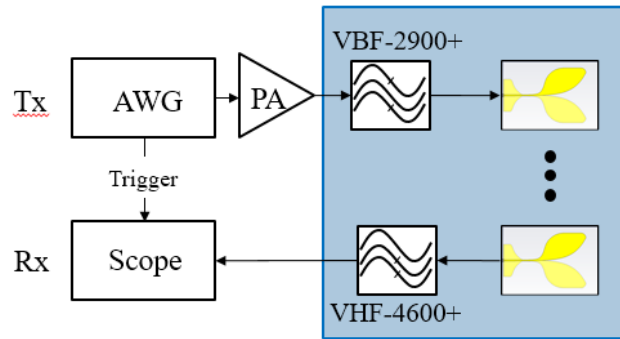 VBF-2900+
Tx
AWG
PA
Trigger
Rx
Scope
VHF-4600+